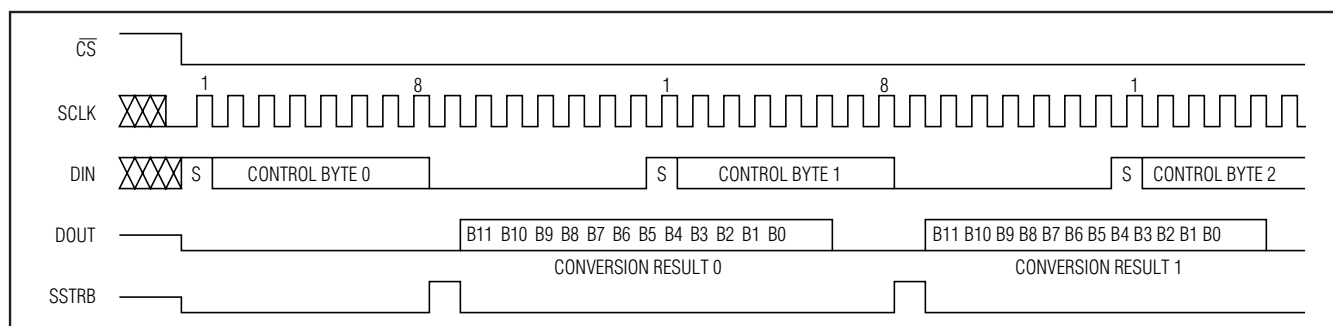 CS
1 8 1 8 1
SCLK
DIN S CONTROL BYTE 0 S CONTROL BYTE 1 S CONTROL BYTE 2
DOUT B11 B10 B9 B8 B7 B6 B5 B4 B3 B2 B1 B0 B11 B10 B9 B8 B7 B6 B5 B4 B3 B2 B1 B0
CONVERSION RESULT 0 CONVERSION RESULT 1
SSTRB